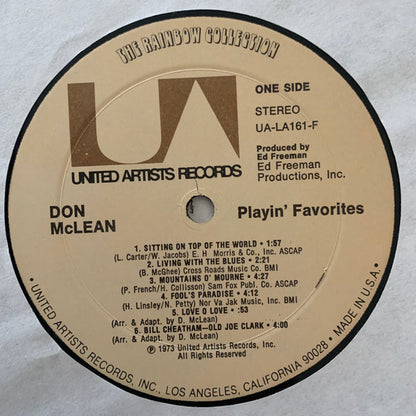 THE RAINBOW COLLECTION
UA
UNITED ARTISTS RECORDS
ONE SIDE
STEREO
UA-LA161-F
Produced by
Ed Freeman
Ed Freeman
Productions, Inc.
DON
McLEAN
Playin' Favorites
1. SITTING ON TOP OF THE WORLD • 1:57
(L. Carter/W. Jacobs) E. H Morris & Co Inc. ASCAP
2. LIVING WITH THE BLUES • 2:21
(B. McGhee) Cross Roads Music Co. BMI
3. MOUNTAINS O' MOURNE • 4:27
(P. French/H. Collisson) Sam Fox Publ. Co. ASCAP
4. FOOL'S PARADISE • 4:12
(H. Linsley/N. Petty) Nor Va Jak Music Inc. BMI
5. LOVE O LOVE • :53
(Arr. & Adapt. by D. McLean)
6. BILL CHEATHAM—OLD JOE CLARK • 4:00
(Arr. & Adapt. by D. McLean)
℗ 1973 United Artists Records, Inc.
All Rights Reserved
• UNITED ARTISTS RECORDS, INC., LOS ANGELES, CALIFORNIA 90028 • MADE IN U.S.A. •